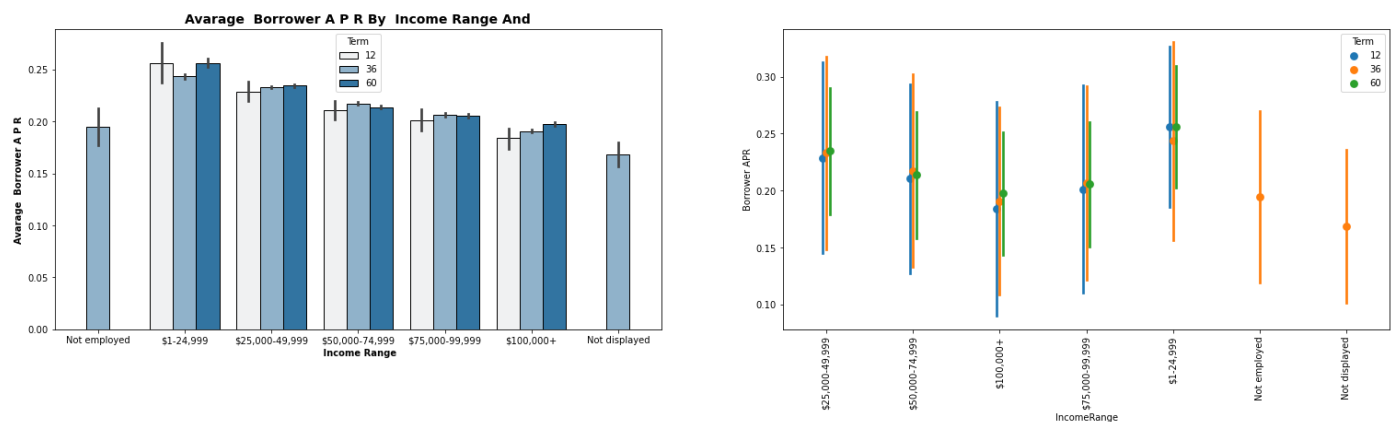 Avarage  Borrower A P R By  Income Range And
Avarage  Borrower A P R
0.25
0.20
0.15
0.10
0.05
0.00
Term
12
36
60
Not employed
$1-24,999
$25,000-49,999
$50,000-74,999
$75,000-99,999
$100,000+
Not displayed
Income Range
Borrower APR
0.30
0.25
0.20
0.15
0.10
Term
12
36
60
$25,000-49,999
$50,000-74,999
$100,000+
$75,000-99,999
$1-24,999
Not employed
Not displayed
IncomeRange